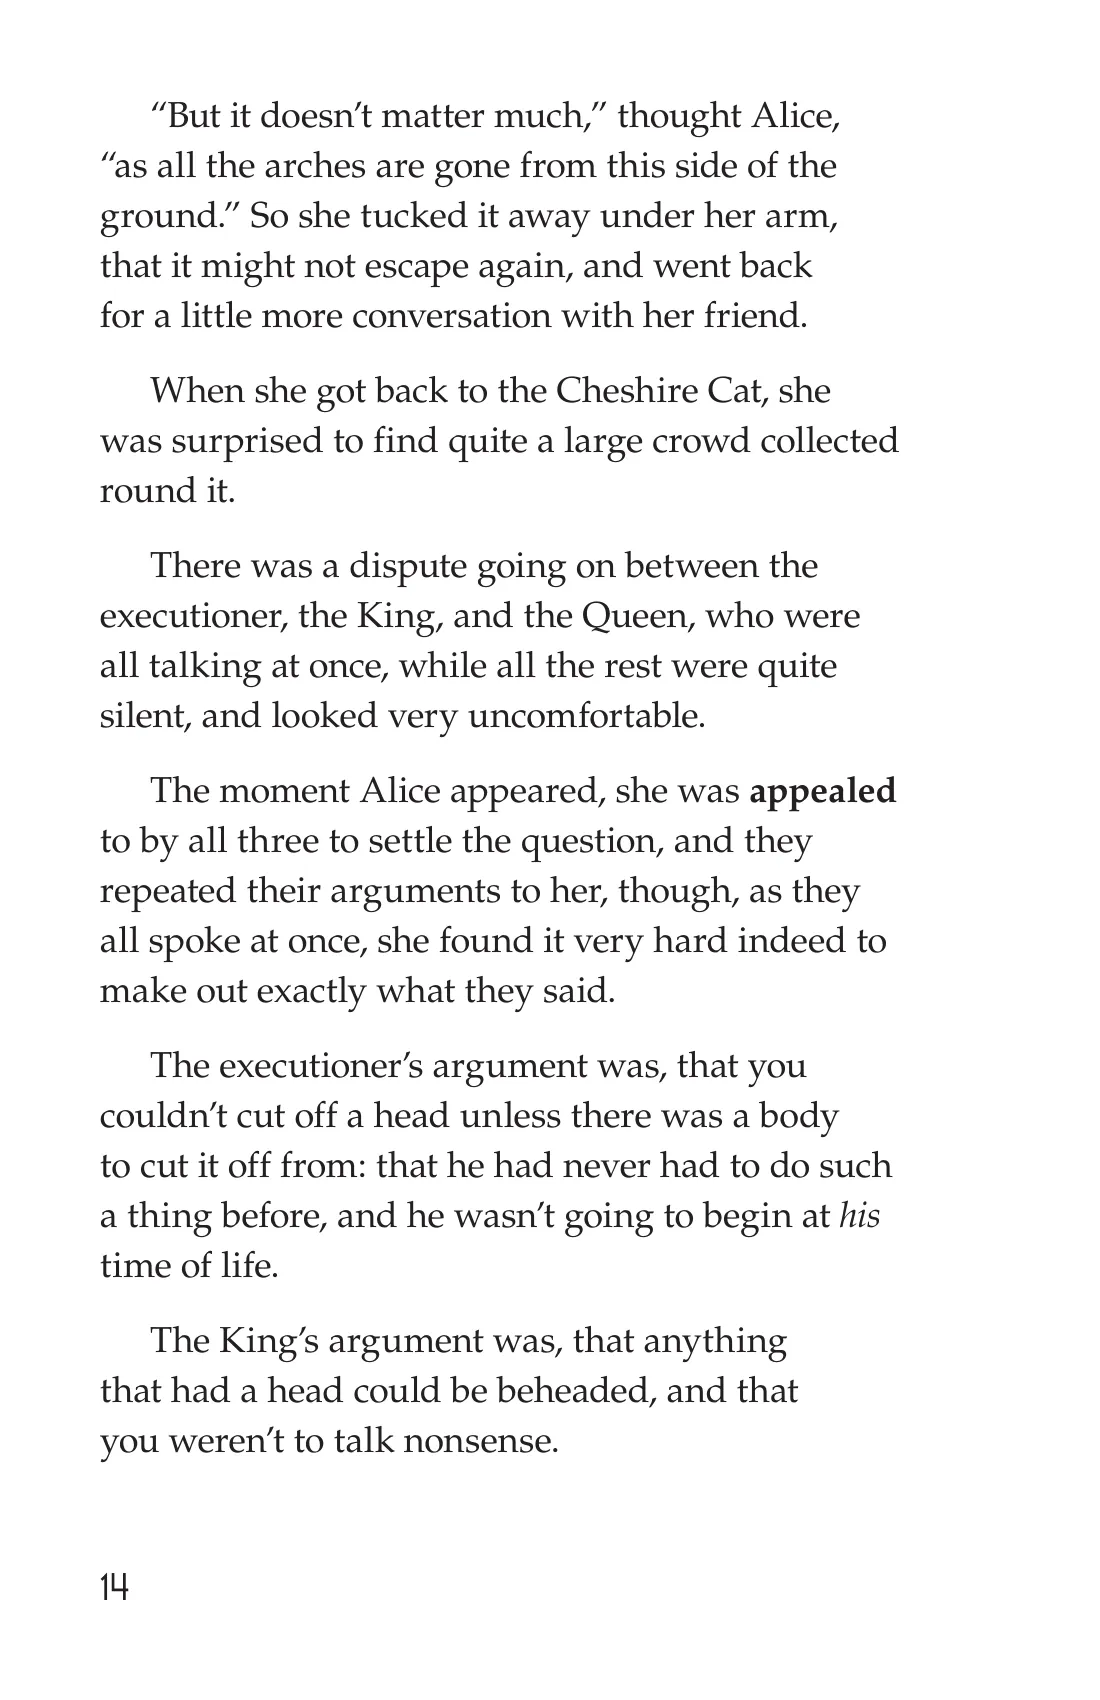 “But it doesn’t matter much,” thought Alice,
“as all the arches are gone from this side of the
ground.” So she tucked it away under her arm,
that it might not escape again, and went back
for a little more conversation with her friend.
When she got back to the Cheshire Cat, she
was surprised to find quite a large crowd collected
round it.
There was a dispute going on between the
executioner, the King, and the Queen, who were
all talking at once, while all the rest were quite
silent, and looked very uncomfortable.
The moment Alice appeared, she was appealed
to by all three to settle the question, and they
repeated their arguments to her, though, as they
all spoke at once, she found it very hard indeed to
make out exactly what they said.
The executioner’s argument was, that you
couldn’t cut off a head unless there was a body
to cut it off from: that he had never had to do such
a thing before, and he wasn’t going to begin at his
time of life.
The King’s argument was, that anything
that had a head could be beheaded, and that
you weren’t to talk nonsense.
14